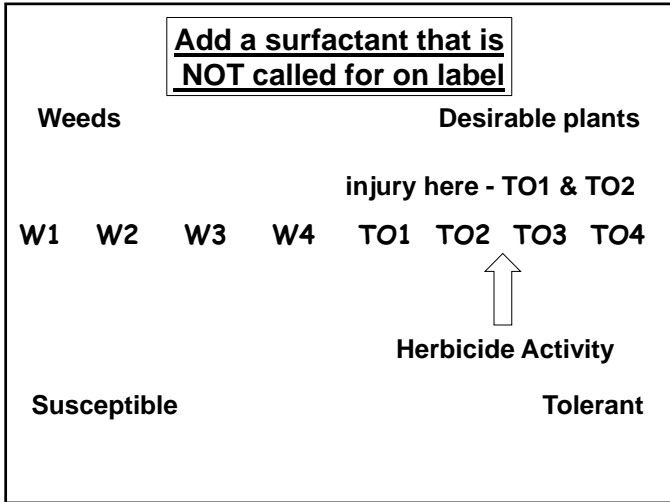 Add a surfactant that is
NOT called for on label
Weeds Desirable plants
injury here - TO1 & TO2
W1 W2 W3 W4 TO1 TO2 TO3 TO4
Herbicide Activity
Susceptible Tolerant